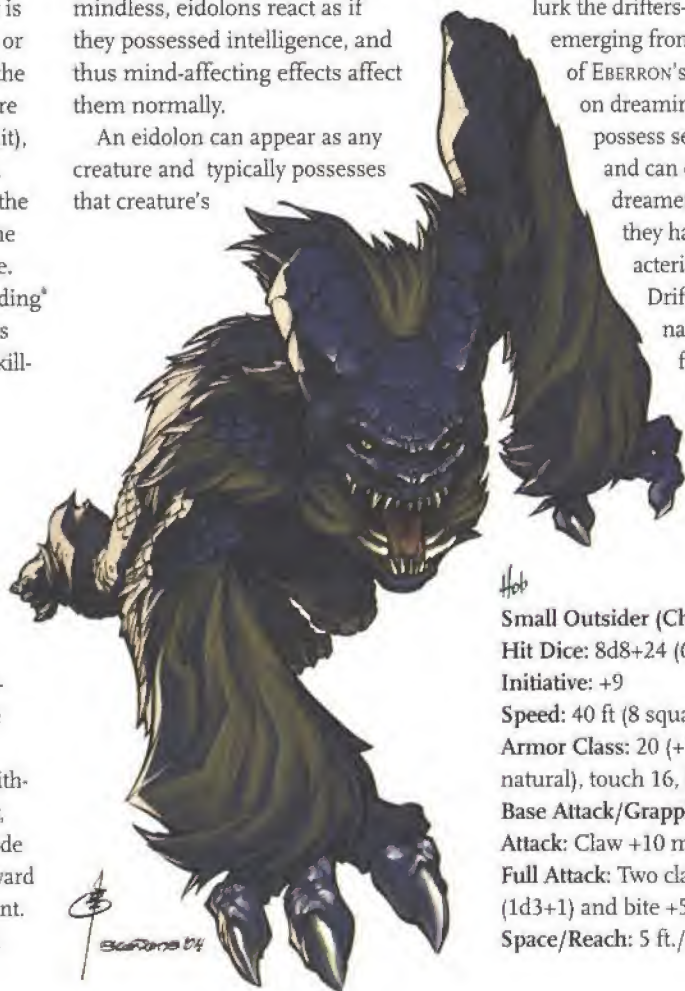 is
or
the
re
it),
the
ne
e.
ding*
s
kill-
-
ith-
,
de
vard
nt.
mindless, eidolons react as if
they possessed intelligence, and
thus mind-affecting effects affect
them normally.
An eidolon can appear as any
creature and typically possesses
that creature's
lurk the drifters-
emerging from
of EBERRON's
on dreamin
possess se
and can
dreame
they ha
acteri
Drif
na
f
Hob
Small Outsider (Ch
Hit Dice: 8d8+24 (6
Initiative: +9
Speed: 40 ft (8 squa
Armor Class: 20 (+
natural), touch 16,
Base Attack/Grapp
Attack: Claw +10 m
Full Attack: Two cla
(1d3+1) and bite +5
Space/Reach: 5 ft./